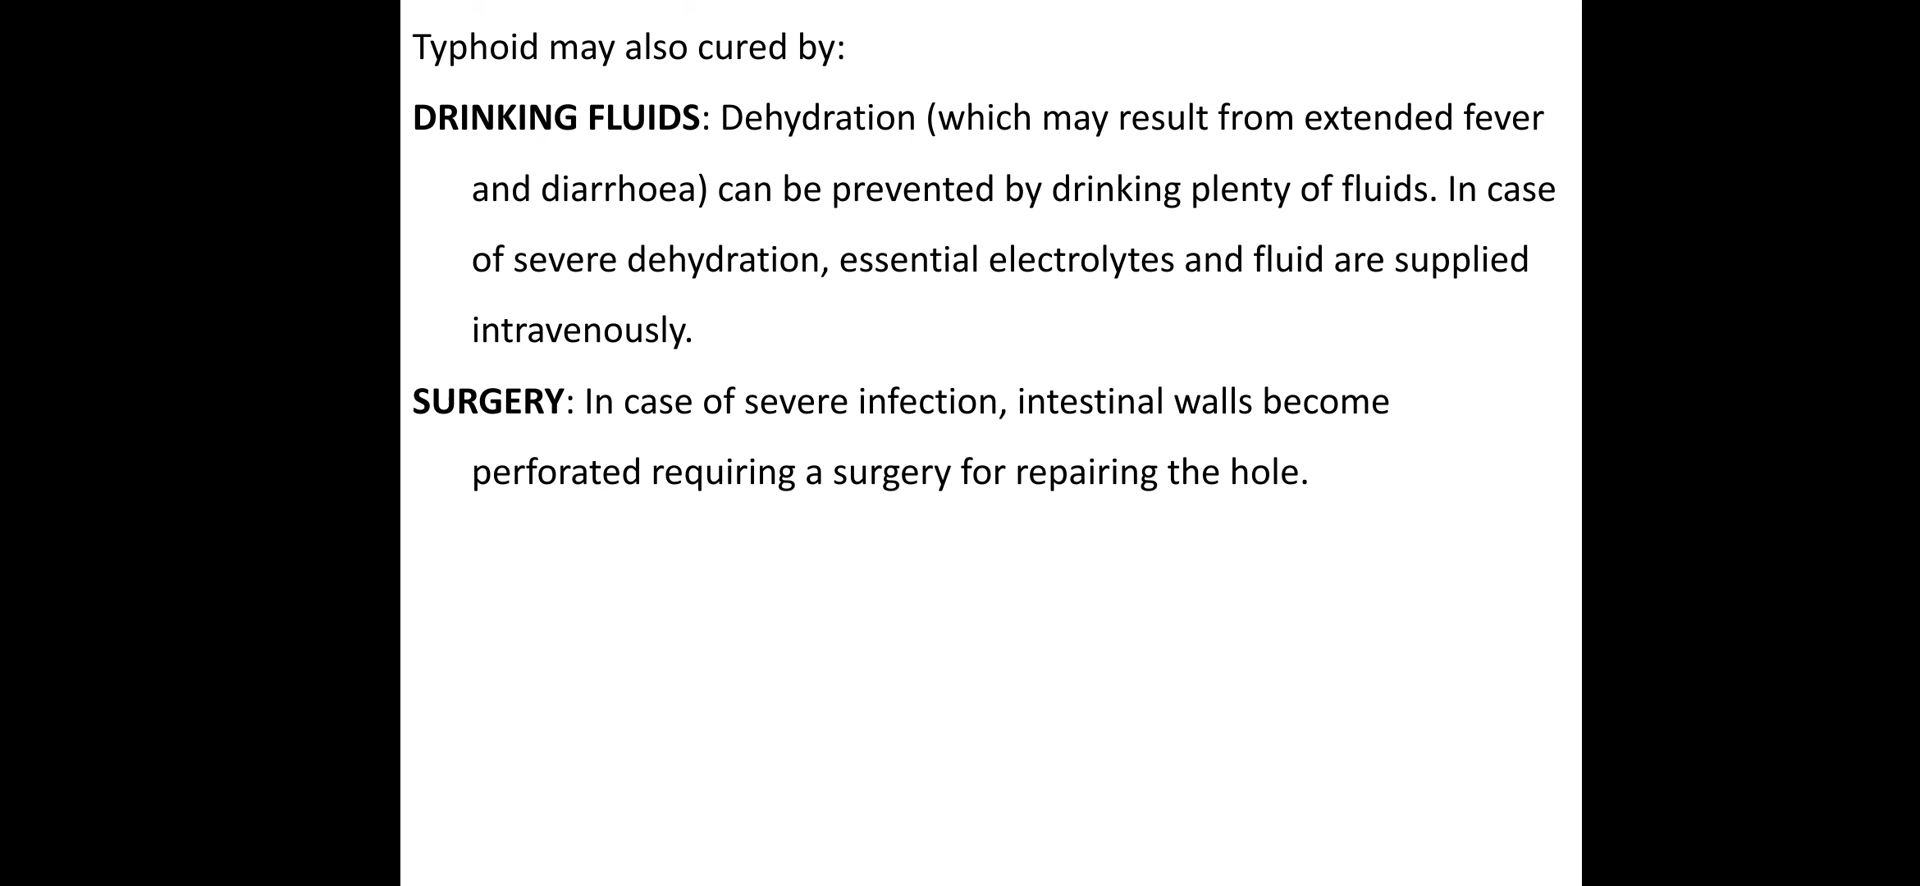 Typhoid may also cured by:
DRINKING FLUIDS: Dehydration (which may result from extended fever
and diarrhoea) can be prevented by drinking plenty of fluids. In case
of severe dehydration, essential electrolytes and fluid are supplied
intravenously.
SURGERY: In case of severe infection, intestinal walls become
perforated requiring a surgery for repairing the hole.